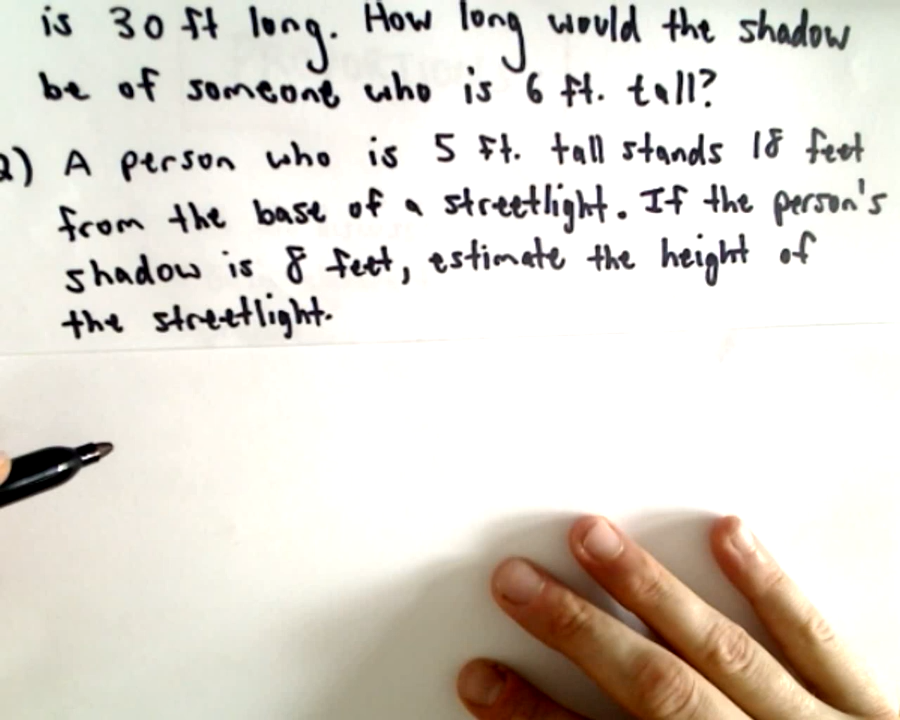 is 30 ft long. How long would the shadow
be of someone who is 6 ft. tall?
2) A person who is 5 ft. tall stands 18 feet
from the base of a streetlight. If the person's
shadow is 8 feet, estimate the height of
the streetlight.